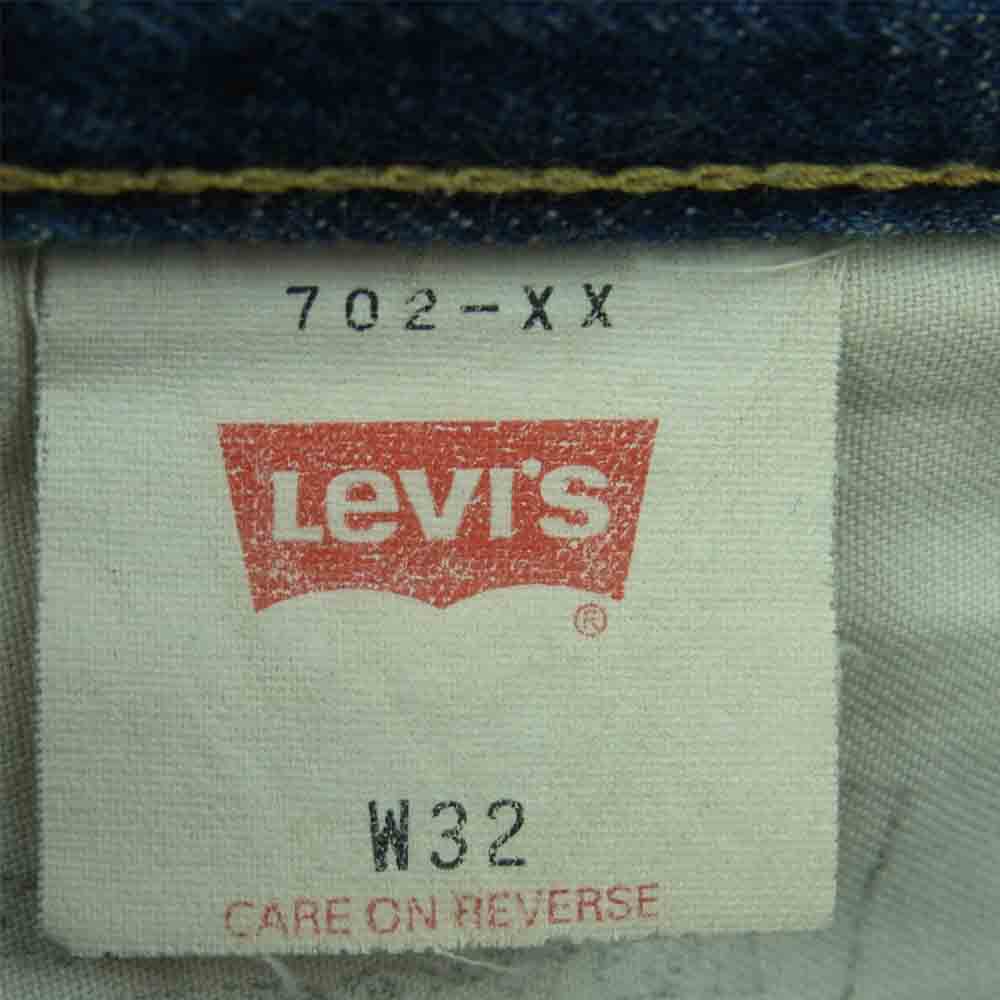 702-XX
Levi's
®
W32
CARE ON REVERSE